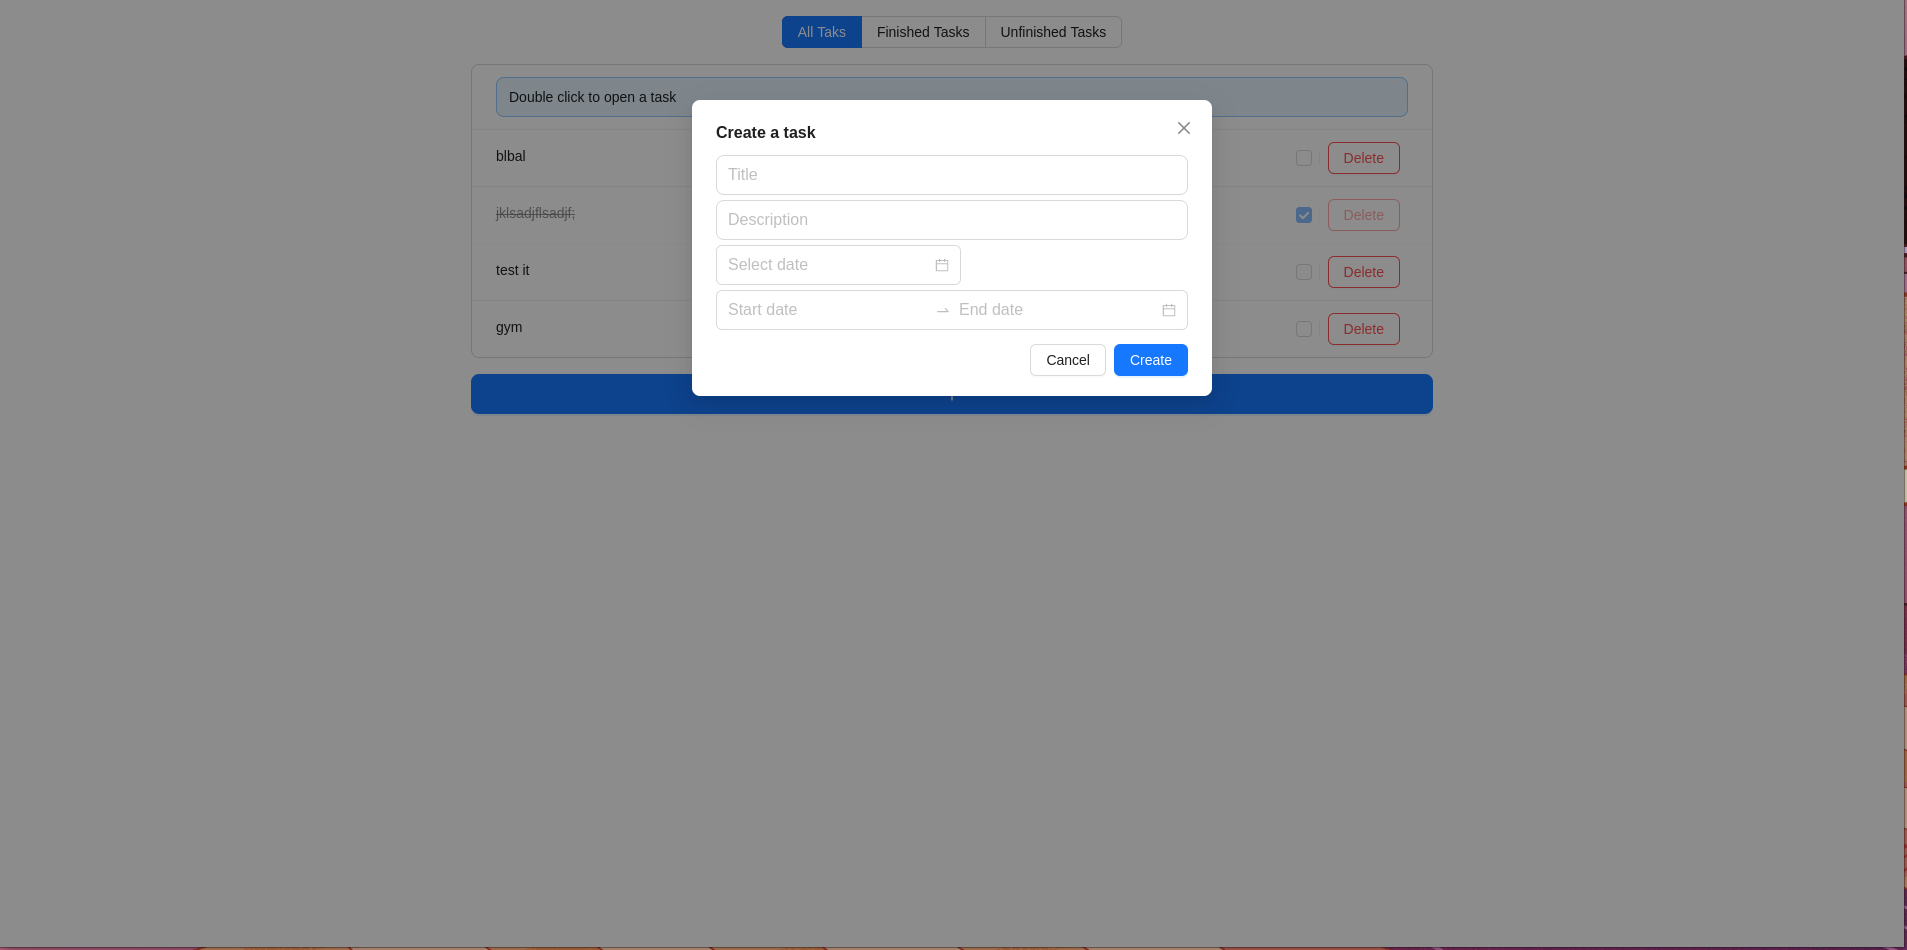 All Taks Finished Tasks Unfinished Tasks
Double click to open a task
Create a task
Title
blbal Delete
Description
jklsadjflsadjf; Delete
Select date
test it Delete
Start date End date
gym Delete
Cancel Create